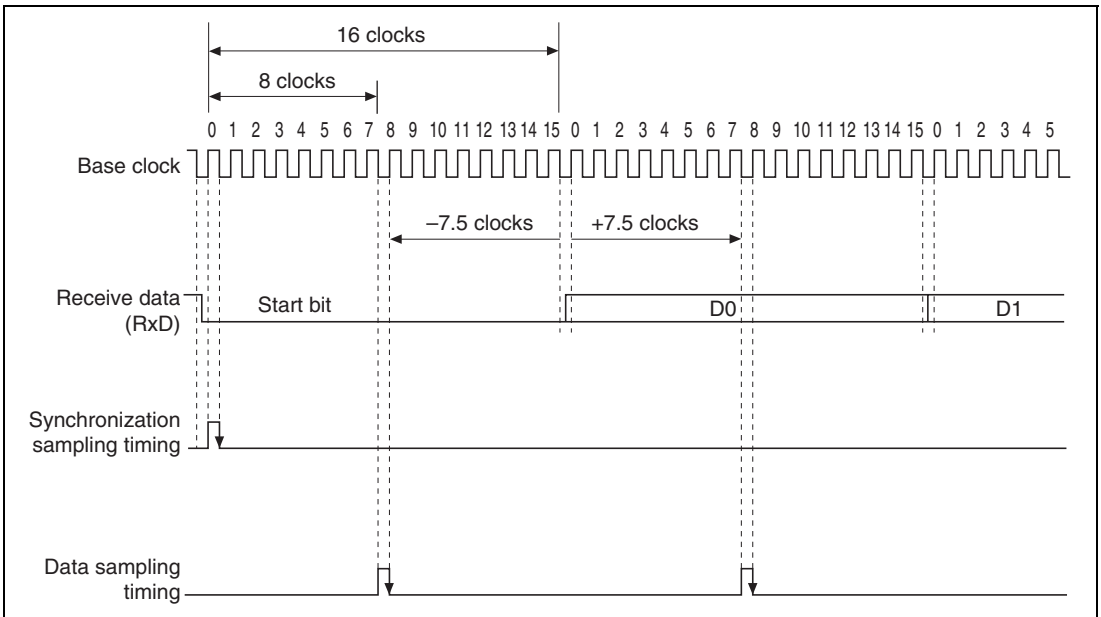 16 clocks
8 clocks
0 1 2 3 4 5 6 7 8 9 10 11 12 13 14 15 0 1 2 3 4 5 6 7 8 9 10 11 12 13 14 15 0 1 2 3 4 5
Base clock
–7.5 clocks +7.5 clocks
Receive data
(RxD)
Start bit D0 D1
Synchronization
sampling timing
Data sampling
timing